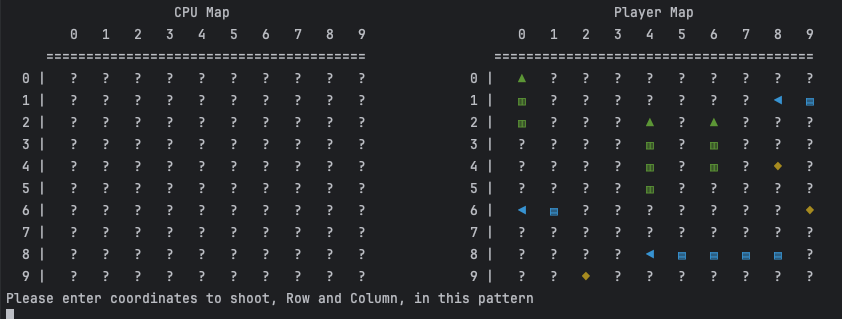 CPU Map Player Map
0 1 2 3 4 5 6 7 8 9 0 1 2 3 4 5 6 7 8 9
======================================== ========================================
0 | ? ? ? ? ? ? ? ? ? ? 0 | ▲ ? ? ? ? ? ? ? ? ?
1 | ? ? ? ? ? ? ? ? ? ? 1 | ▥ ? ? ? ? ? ? ? ◄ ▤
2 | ? ? ? ? ? ? ? ? ? ? 2 | ▥ ? ? ? ▲ ? ▲ ? ? ?
3 | ? ? ? ? ? ? ? ? ? ? 3 | ? ? ? ? ▥ ? ▥ ? ? ?
4 | ? ? ? ? ? ? ? ? ? ? 4 | ? ? ? ? ▥ ? ▥ ? ◆ ?
5 | ? ? ? ? ? ? ? ? ? ? 5 | ? ? ? ? ▥ ? ? ? ? ?
6 | ? ? ? ? ? ? ? ? ? ? 6 | ◄ ▤ ? ? ? ? ? ? ? ◆
7 | ? ? ? ? ? ? ? ? ? ? 7 | ? ? ? ? ? ? ? ? ? ?
8 | ? ? ? ? ? ? ? ? ? ? 8 | ? ? ? ? ◄ ▤ ▤ ▤ ▤ ?
9 | ? ? ? ? ? ? ? ? ? ? 9 | ? ? ◆ ? ? ? ? ? ? ?
Please enter coordinates to shoot, Row and Column, in this pattern